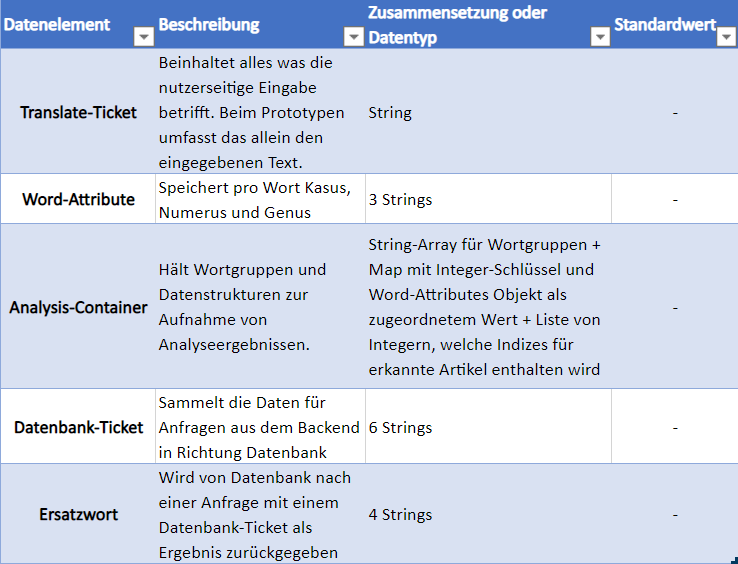 Datenelement
Beschreibung
Zusammensetzung oder
Datentyp
Standardwert
Translate-Ticket
Beinhaltet alles was die
nutzerseitige Eingabe
betrifft. Beim Prototypen
umfasst das allein den
eingegebenen Text.
String
-
Word-Attribute
Speichert pro Wort Kasus,
Numerus und Genus
3 Strings
-
Analysis-Container
Hält Wortgruppen und
Datenstrukturen zur
Aufnahme von
Analyseergebnissen.
String-Array für Wortgruppen +
Map mit Integer-Schlüssel und
Word-Attributes Objekt als
zugeordnetem Wert + Liste von
Integern, welche Indizes für
erkannte Artikel enthalten wird
-
Datenbank-Ticket
Sammelt die Daten für
Anfragen aus dem Backend
in Richtung Datenbank
6 Strings
-
Ersatzwort
Wird von Datenbank nach
einer Anfrage mit einem
Datenbank-Ticket als
Ergebnis zurückgegeben
4 Strings
-